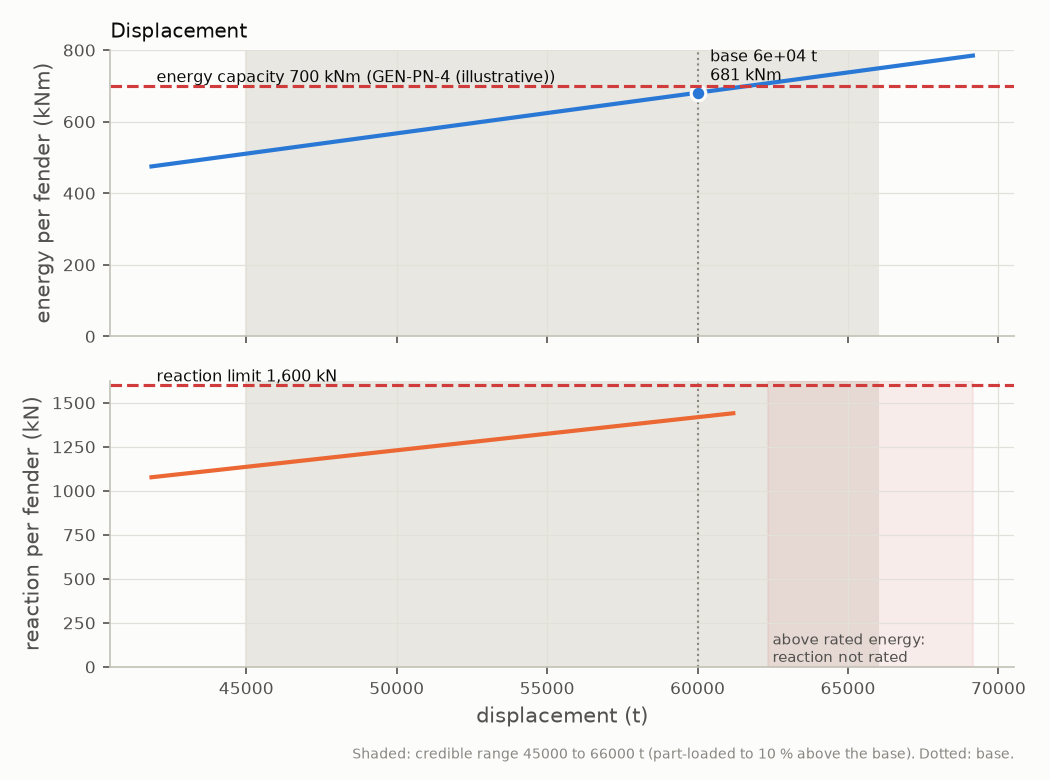 Displacement
800
600
400
200
0
energy per fender (kNm)
energy capacity 700 kNm (GEN-PN-4 (illustrative))
base 6e+04 t
681 kNm
reaction limit 1,600 kN
1500
1250
1000
750
500
250
0
reaction per fender (kN)
above rated energy:
reaction not rated
45000 50000 55000 60000 65000 70000
displacement (t)
Shaded: credible range 45000 to 66000 t (part-loaded to 10 % above the base). Dotted: base.